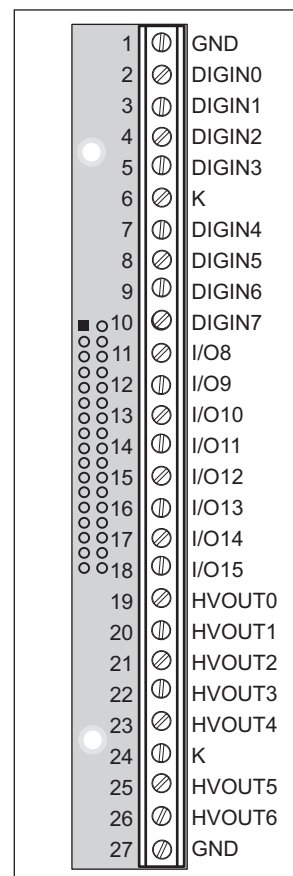 1 GND
2 DIGIN0
3 DIGIN1
4 DIGIN2
5 DIGIN3
6 K
7 DIGIN4
8 DIGIN5
9 DIGIN6
10 DIGIN7
11 I/O8
12 I/O9
13 I/O10
14 I/O11
15 I/O12
16 I/O13
17 I/O14
18 I/O15
19 HVOUT0
20 HVOUT1
21 HVOUT2
22 HVOUT3
23 HVOUT4
24 K
25 HVOUT5
26 HVOUT6
27 GND